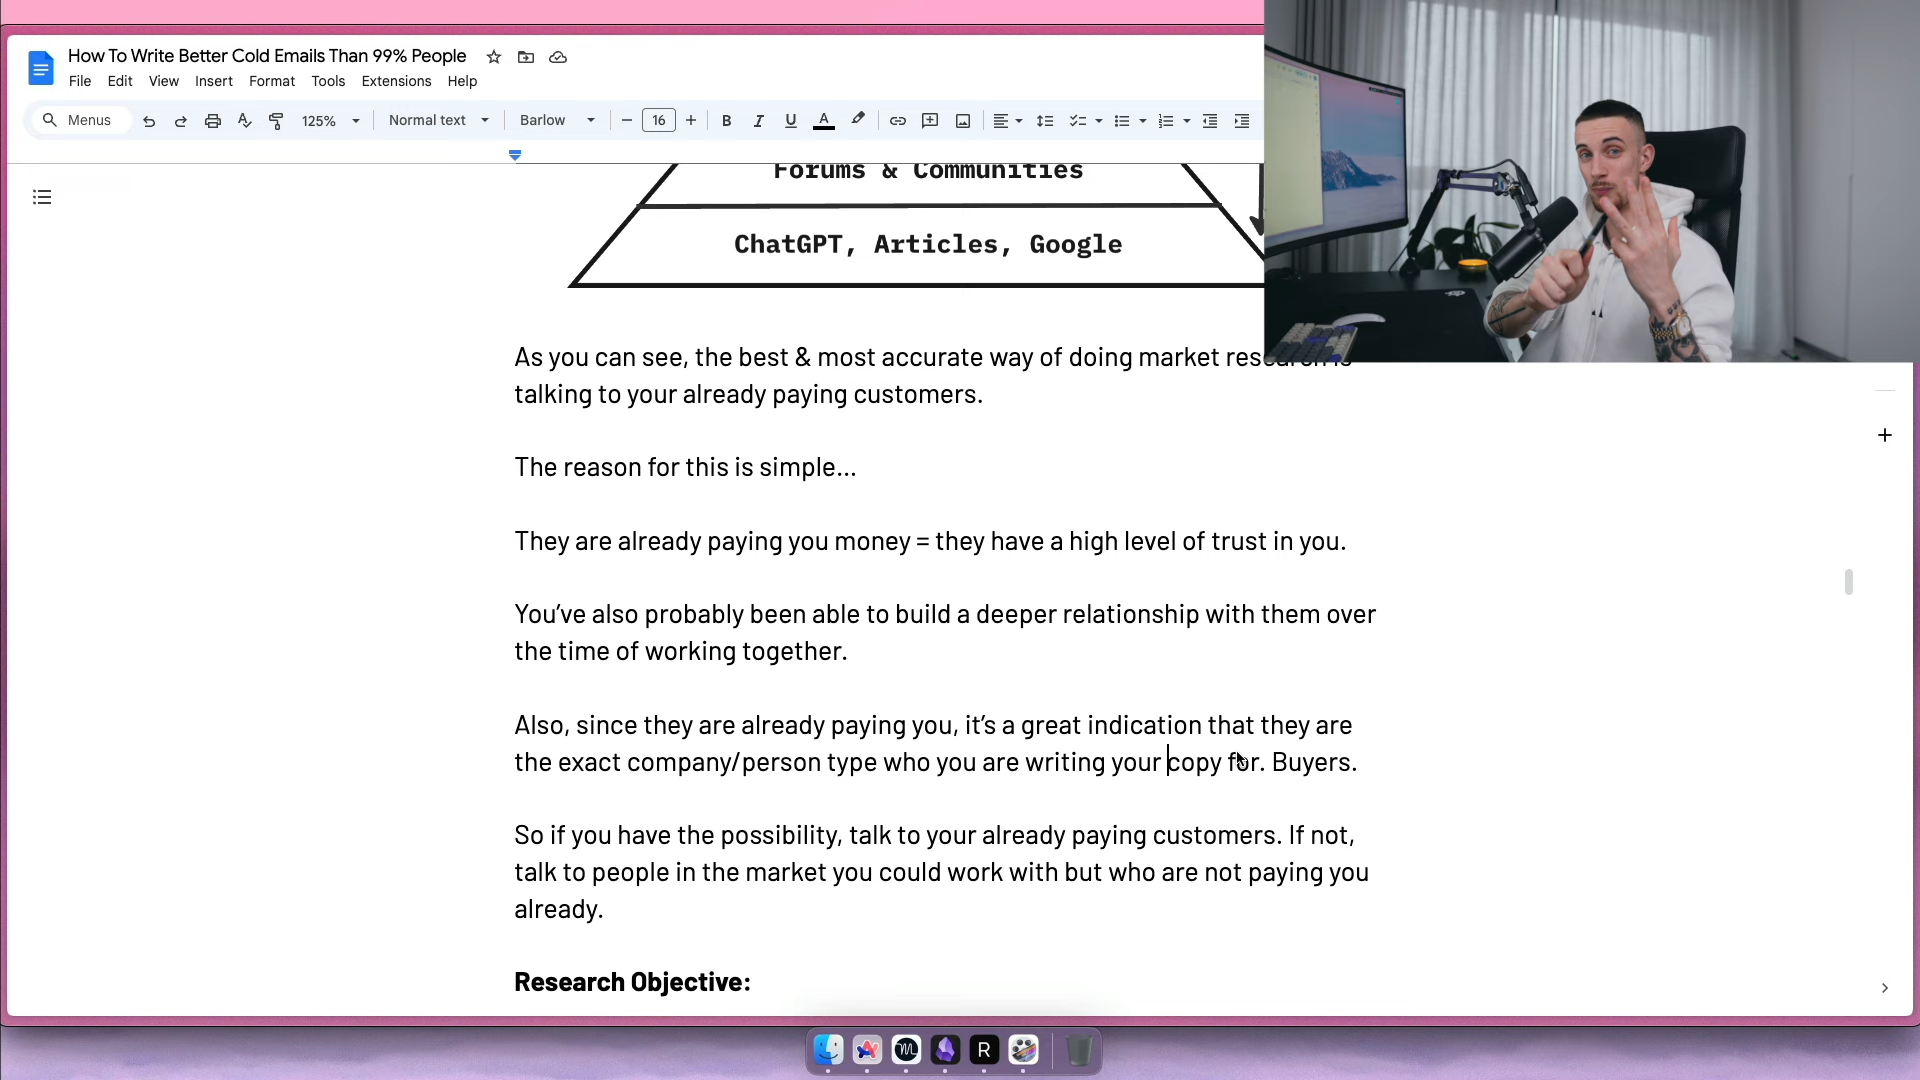 How To Write Better Cold Emails Than 99% People
File Edit View Insert Format Tools Extensions Help
Menus 125% Normal text Barlow 16 B I U A
Forums & Communities
ChatGPT, Articles, Google
As you can see, the best & most accurate way of doing market research is
talking to your already paying customers.
The reason for this is simple...
They are already paying you money = they have a high level of trust in you.
You've also probably been able to build a deeper relationship with them over
the time of working together.
Also, since they are already paying you, it's a great indication that they are
the exact company/person type who you are writing your copy for. Buyers.
So if you have the possibility, talk to your already paying customers. If not,
talk to people in the market you could work with but who are not paying you
already.
Research Objective:
R